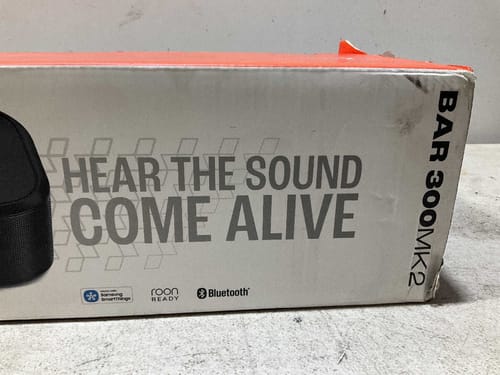 HEAR THE SOUND
COME ALIVE
Samsung
SmartThings
roon
READY
Bluetooth®
BAR 300MK2